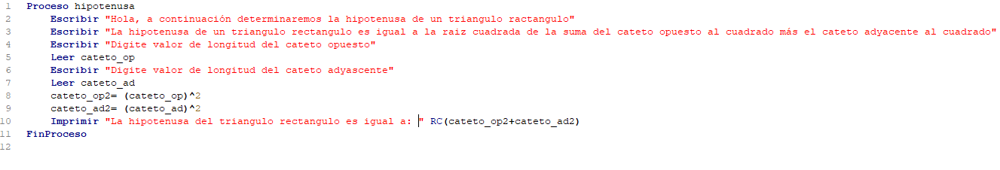 1 Proceso hipotenusa
2 Escribir "Hola, a continuación determinaremos la hipotenusa de un triangulo ractangulo"
3 Escribir "La hipotenusa de un triangulo rectangulo es igual a la raiz cuadrada de la suma del cateto opuesto al cuadrado más el cateto adyacente al cuadrado"
4 Escribir "Digite valor de longitud del cateto opuesto"
5 Leer cateto_op
6 Escribir "Digite valor de longitud del cateto adyascente"
7 Leer cateto_ad
8 cateto_op2= (cateto_op)^2
9 cateto_ad2= (cateto_ad)^2
10 Imprimir "La hipotenusa del triangulo rectangulo es igual a: " RC(cateto_op2+cateto_ad2)
11 FinProceso
12